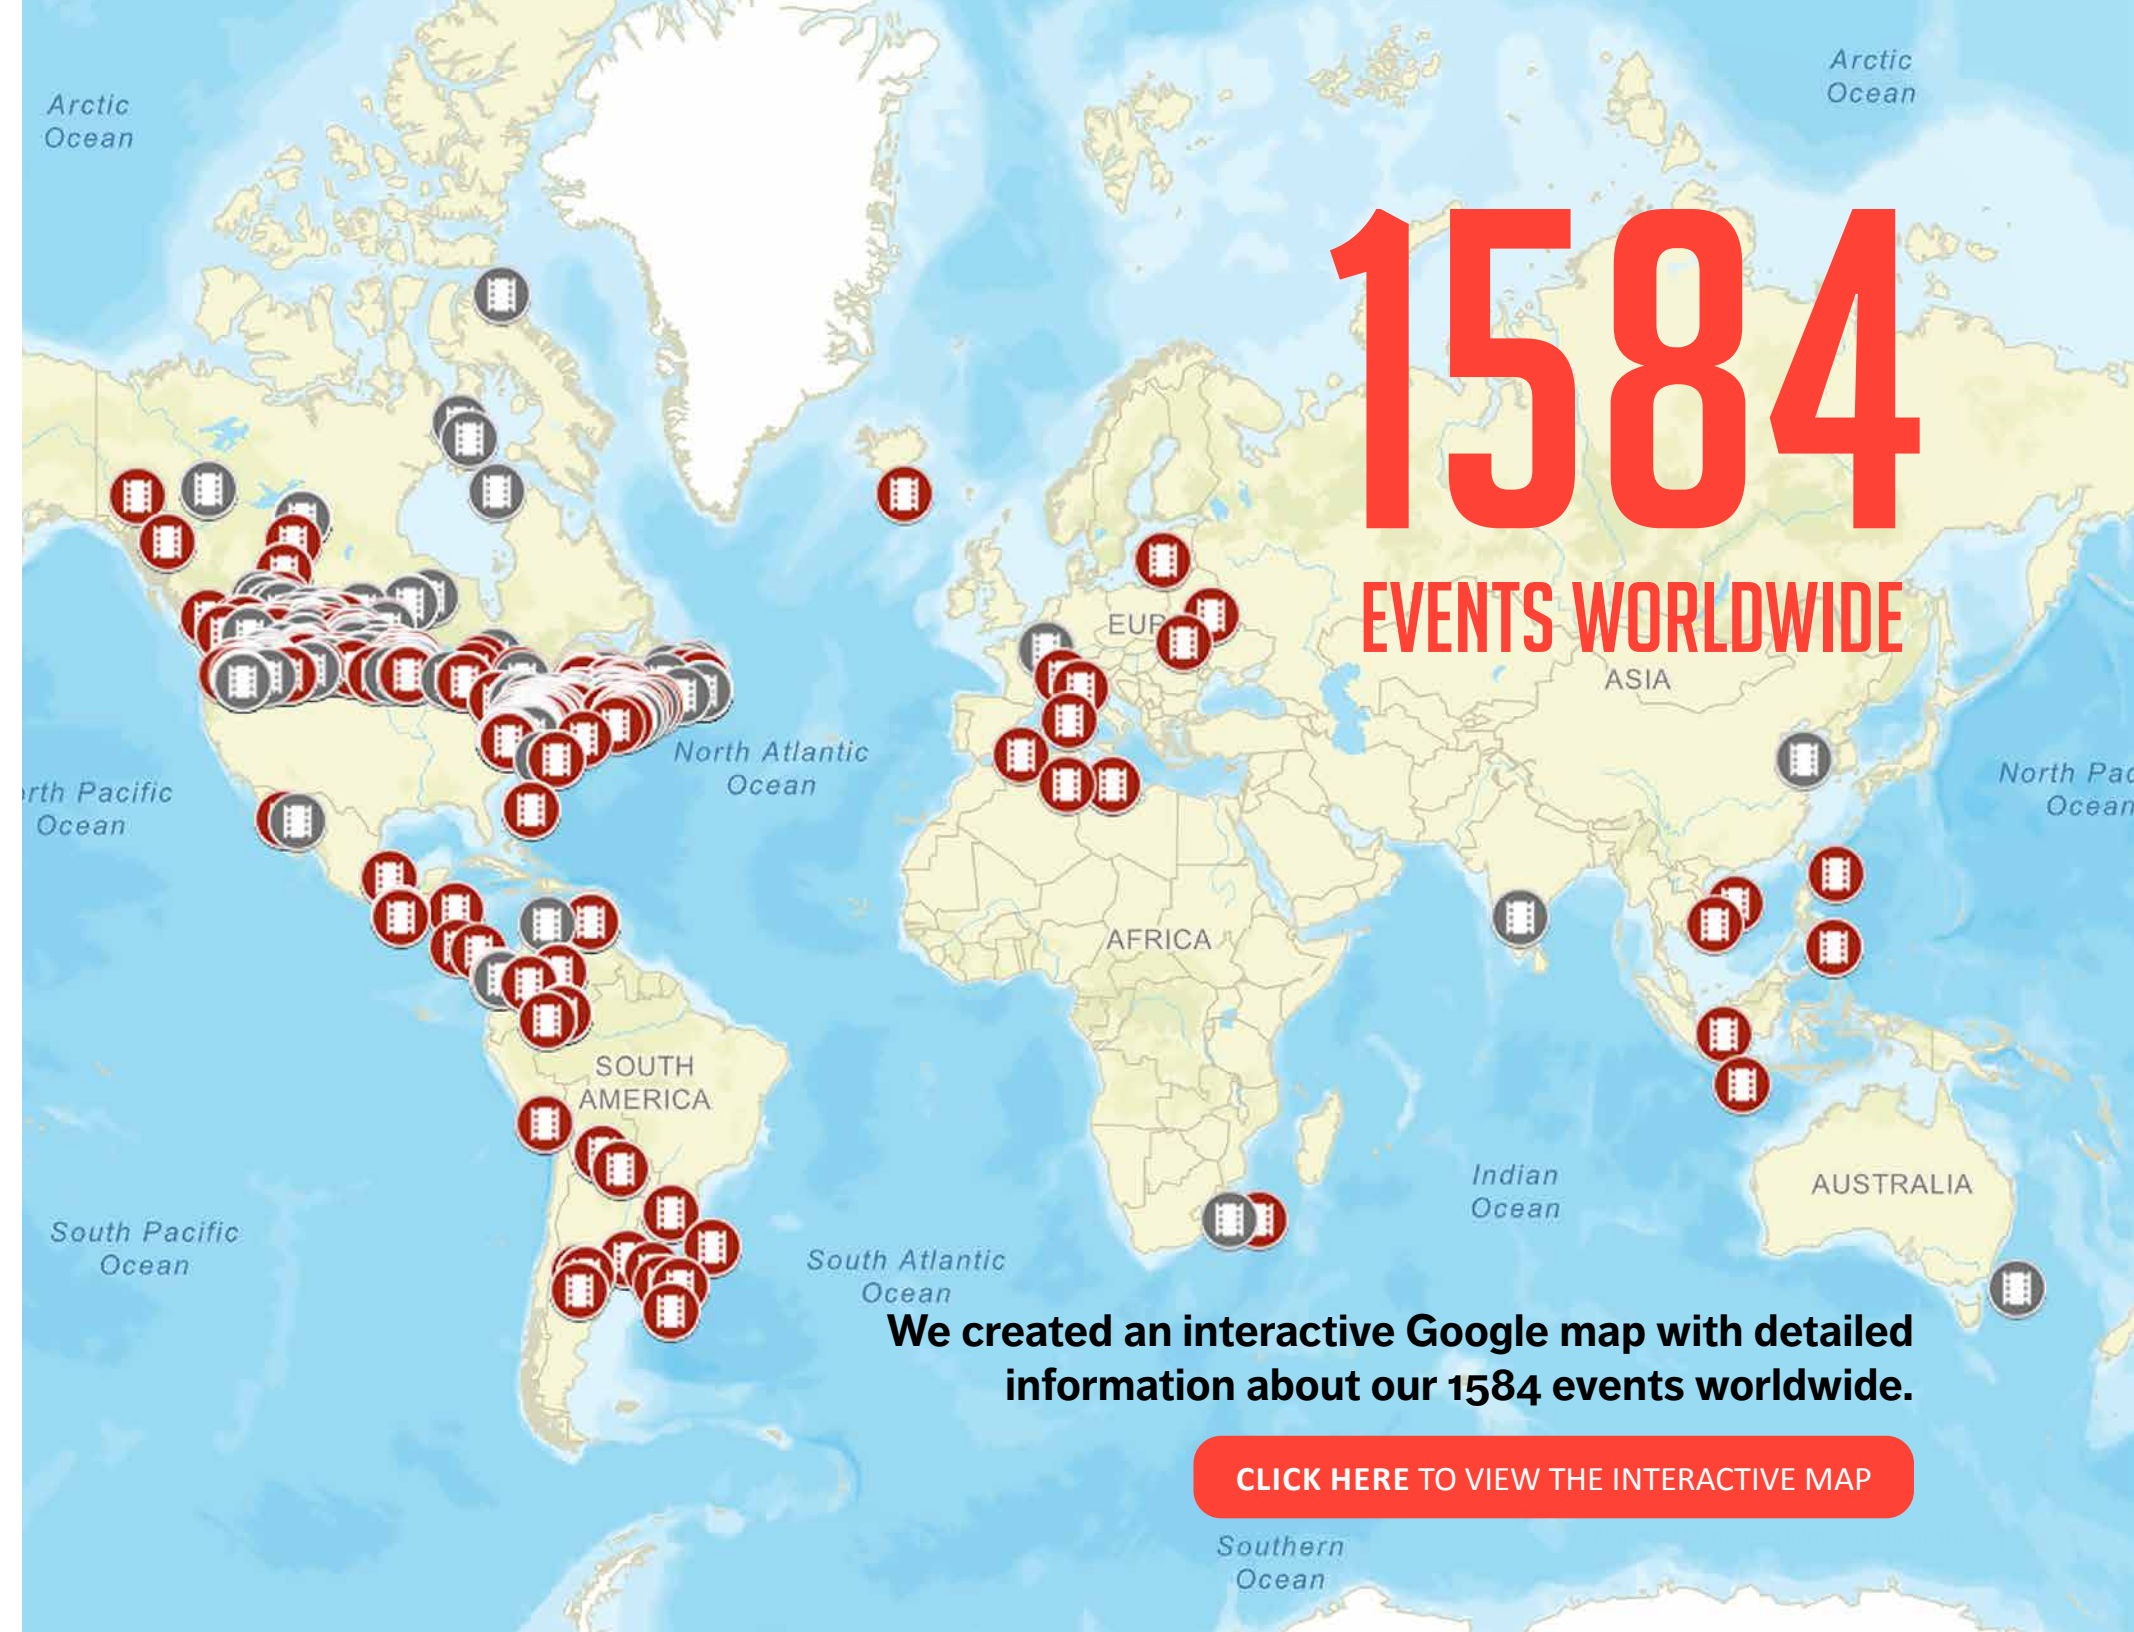 Arctic
Ocean
Arctic
Ocean
1584
EVENTS WORLDWIDE
EUR
ASIA
North Atlantic
Ocean
rth Pacific
Ocean
North Pac
Ocean
AFRICA
SOUTH
AMERICA
Indian
Ocean
AUSTRALIA
South Pacific
Ocean
South Atlantic
Ocean
We created an interactive Google map with detailed
information about our 1584 events worldwide.
CLICK HERE TO VIEW THE INTERACTIVE MAP
Southern
Ocean